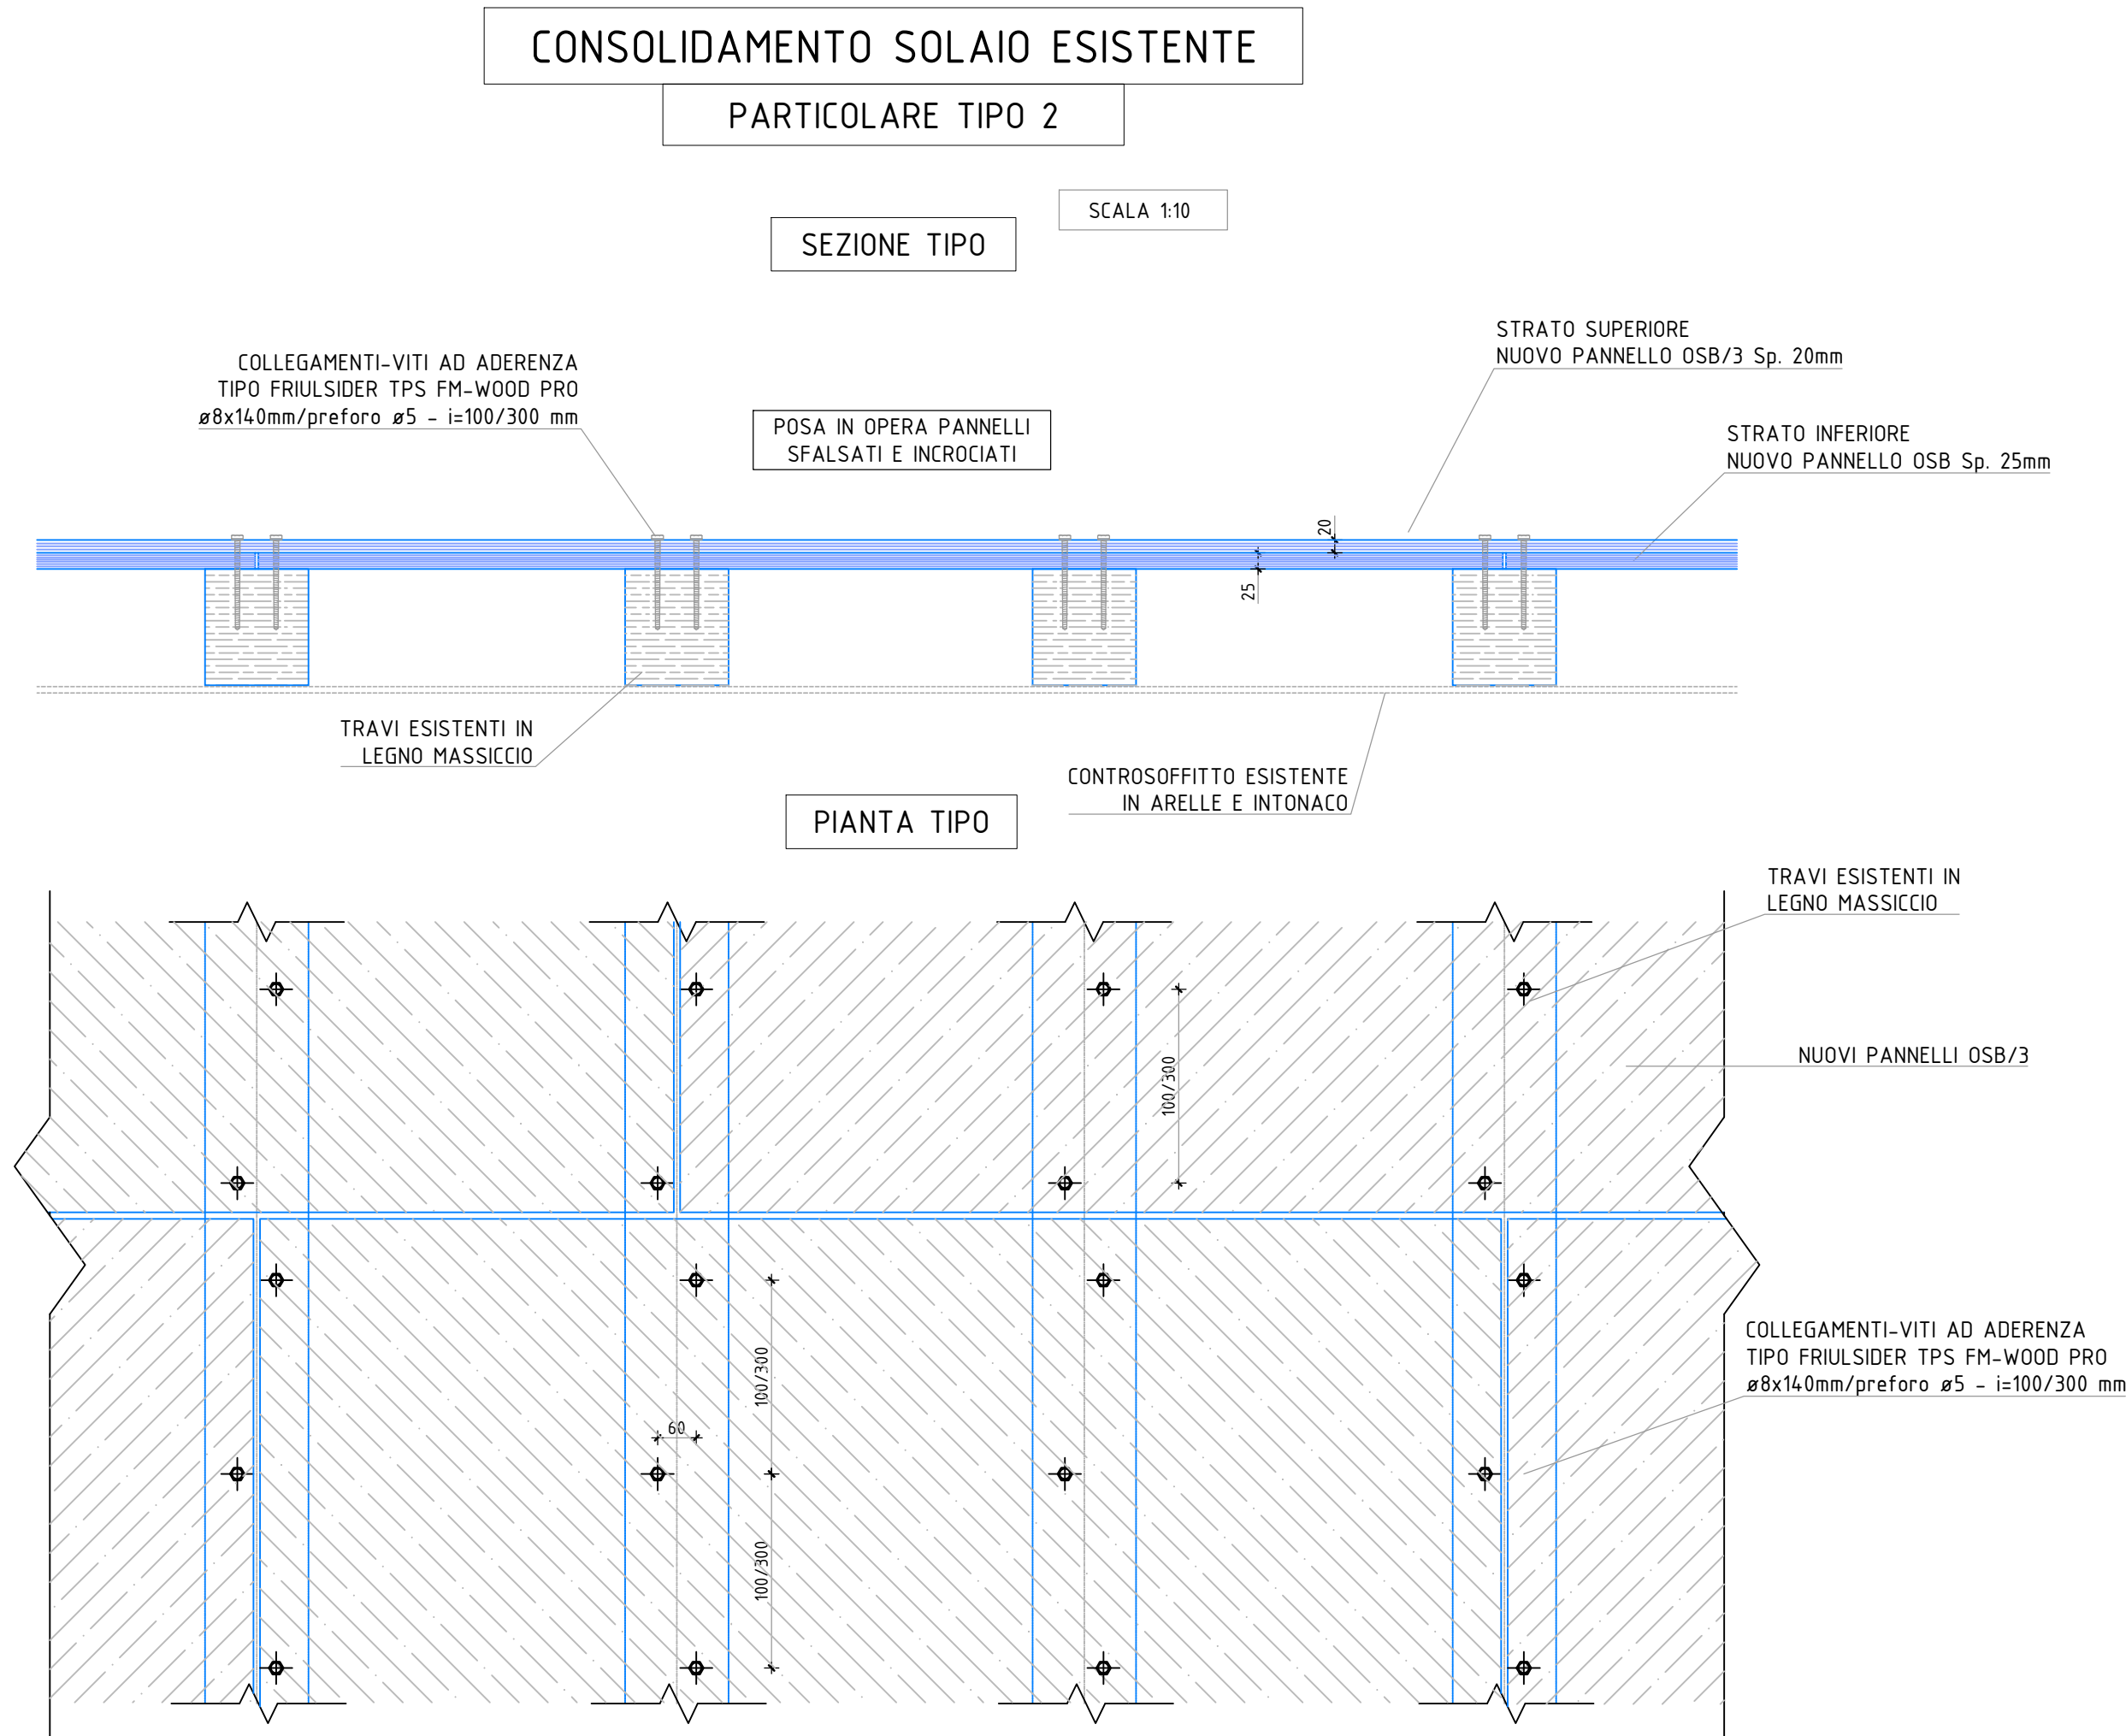 CONSOLIDAMENTO SOLAIO ESISTENTE
PARTICOLARE TIPO 2
SCALA 1:10
SEZIONE TIPO
STRATO SUPERIORE
NUOVO PANNELLO OSB/3 Sp. 20mm
COLLEGAMENTI-VITI AD ADERENZA
TIPO FRIULSIDER TPS FM-WOOD PRO
ø8x140mm/preforo ø5 - i=100/300 mm
POSA IN OPERA PANNELLI
SFALSATI E INCROCIATI
STRATO INFERIORE
NUOVO PANNELLO OSB Sp. 25mm
20
25
TRAVI ESISTENTI IN
LEGNO MASSICCIO
CONTROSOFFITTO ESISTENTE
IN ARELLE E INTONACO
PIANTA TIPO
TRAVI ESISTENTI IN
LEGNO MASSICCIO
NUOVI PANNELLI OSB/3
100/300
COLLEGAMENTI-VITI AD ADERENZA
TIPO FRIULSIDER TPS FM-WOOD PRO
ø8x140mm/preforo ø5 - i=100/300 mm
100/300
60
100/300